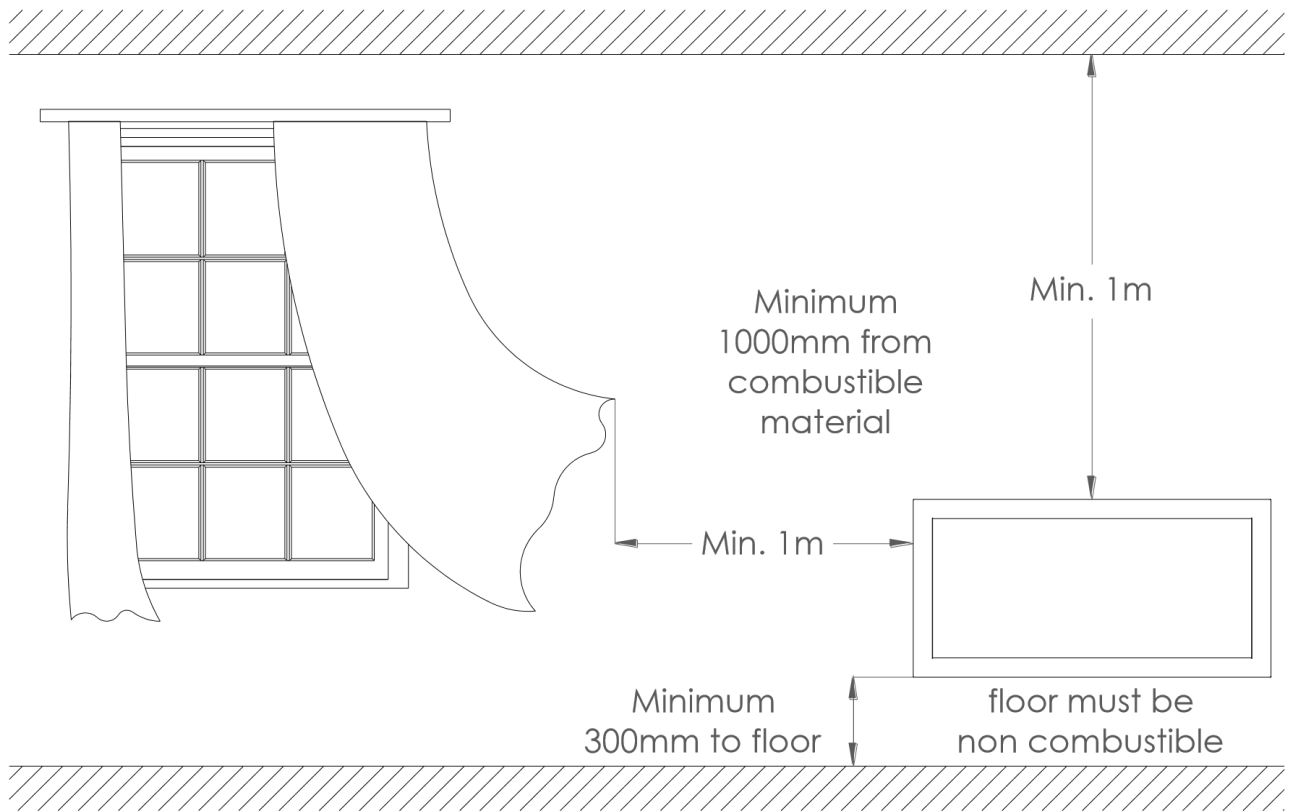 Min. 1m
Minimum
1000mm from
combustible
material
Min. 1m
Minimum
300mm to floor
floor must be
non combustible